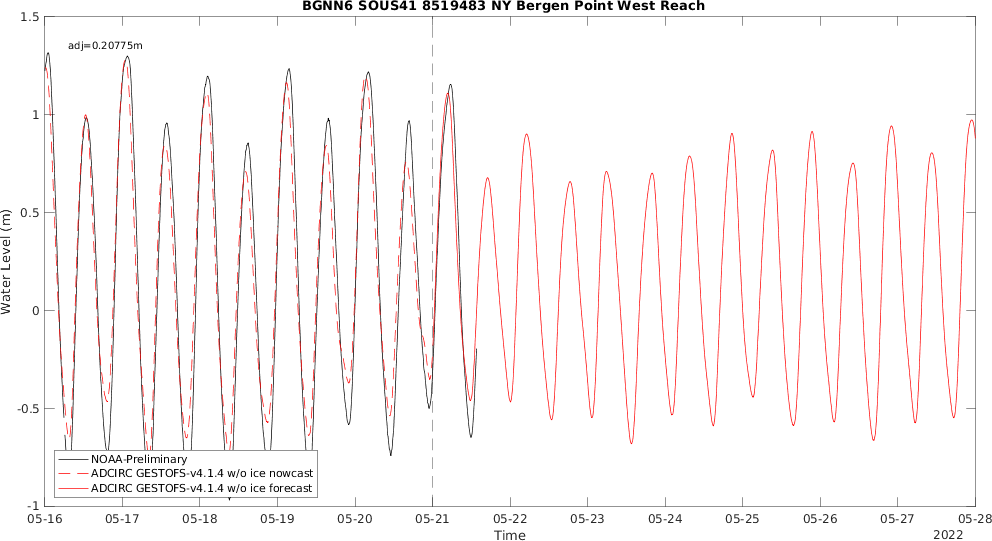 BGNN6 SOUS41 8519483 NY Bergen Point West Reach
adj=0.20775m
1.5
1
0.5
0
-0.5
-1
Water Level (m)
NOAA-Preliminary
ADCIRC GESTOFS-v4.1.4 w/o ice nowcast
ADCIRC GESTOFS-v4.1.4 w/o ice forecast
05-16 05-17 05-18 05-19 05-20 05-21 05-22 05-23 05-24 05-25 05-26 05-27 05-28
Time
2022